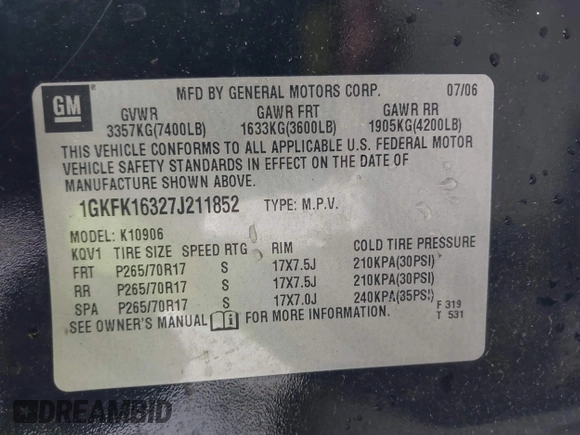 GM ®
MFD BY GENERAL MOTORS CORP. 07/06
GVWR GAWR FRT GAWR RR
3357KG(7400LB) 1633KG(3600LB) 1905KG(4200LB)
THIS VEHICLE CONFORMS TO ALL APPLICABLE U.S. FEDERAL MOTOR
VEHICLE SAFETY STANDARDS IN EFFECT ON THE DATE OF
MANUFACTURE SHOWN ABOVE.
1GKFK16327J211852 TYPE: M.P.V.
MODEL: K10906
KQV1 TIRE SIZE SPEED RTG RIM COLD TIRE PRESSURE
FRT P265/70R17 S 17X7.5J 210KPA(30PSI)
RR P265/70R17 S 17X7.5J 210KPA(30PSI)
SPA P265/70R17 S 17X7.0J 240KPA(35PSI)
SEE OWNER'S MANUAL i FOR MORE INFORMATION.
F 319
T 531
DREAMBID